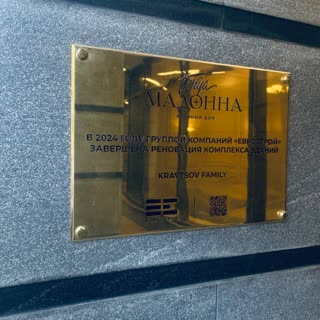 МАДОННА
В 2024 ГОДУ ГРУППОЙ КОМПАНИЙ «ЕВРОСТРОЙ»
ЗАВЕРШЕНА РЕНОВАЦИЯ КОМПЛЕКСА ЗДАНИЙ
KRAVTSOV FAMILY